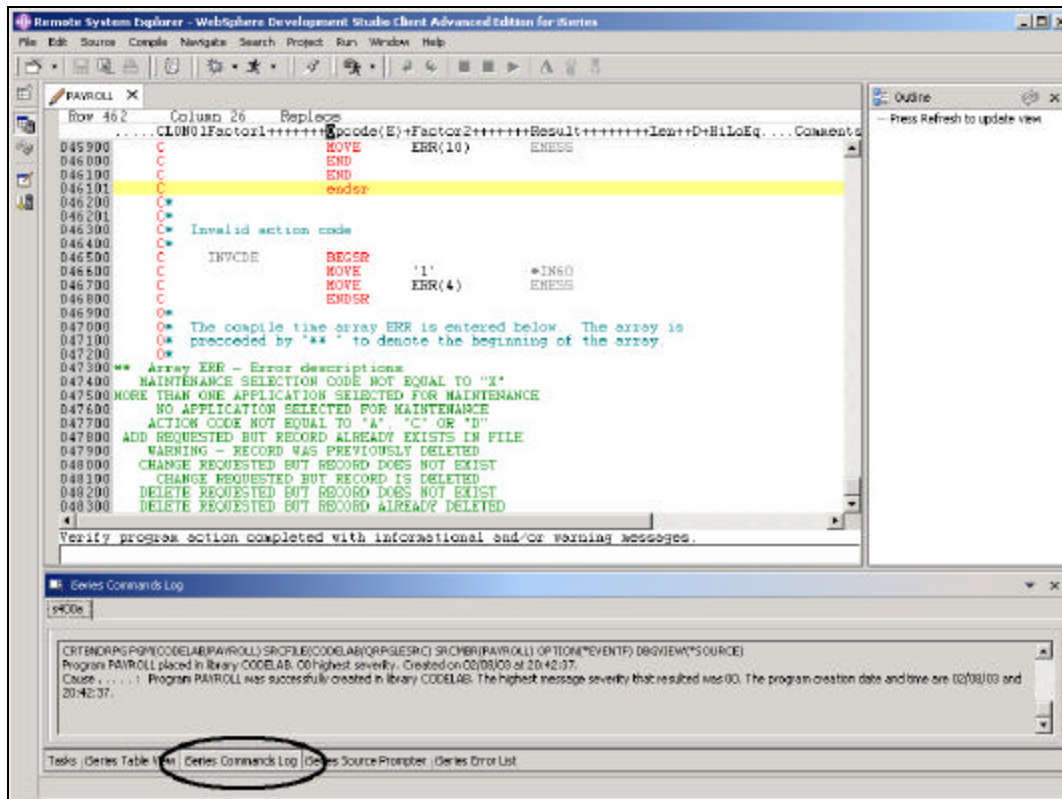 Remote System Explorer - WebSphere Development Studio Client Advanced Edition for iSeries
File Edit Source Compile Navigate Search Project Run Window Help
PAYROLL
Outline
Row 462 Column 26 Replace
.....CL0N01Factor1+++++++Opcode(E)+Factor2+++++++Result++++++++Len++D+HiLoEq....Comments
Press Refresh to update view
045900 C MOVE ERR(10) EMESS
046000 C END
046100 C END
046101 C endsr
046200 C*
046201 C*
046300 C* Invalid action code
046400 C*
046500 C INVCDE BEGSR
046600 C MOVE '1' *IN60
046700 C MOVE ERR(4) EMESS
046800 C ENDSR
046900 O*
047000 O* The compile time array ERR is entered below. The array is
047100 O* precceded by "** " to denote the beginning of the array.
047200 O*
047300 ** Array ERR - Error descriptions
047400 MAINTENANCE SELECTION CODE NOT EQUAL TO "X"
047500 MORE THAN ONE APPLICATION SELECTED FOR MAINTENANCE
047600 NO APPLICATION SELECTED FOR MAINTENANCE
047700 ACTION CODE NOT EQUAL TO "A", "C" OR "D"
047800 ADD REQUESTED BUT RECORD ALREADY EXISTS IN FILE
047900 WARNING - RECORD WAS PREVIOUSLY DELETED
048000 CHANGE REQUESTED BUT RECORD DOES NOT EXIST
048100 CHANGE REQUESTED BUT RECORD IS DELETED
048200 DELETE REQUESTED BUT RECORD DOES NOT EXIST
048300 DELETE REQUESTED BUT RECORD ALREADY DELETED
Verify program action completed with informational and/or warning messages.
iSeries Commands Log
s400a
CRTBNDRPG PGM(CODELAB/PAYROLL) SRCFILE(CODELAB/QRPGLESRC) SRCMBR(PAYROLL) OPTION(*EVENTF) DBGVIEW(*SOURCE)
Program PAYROLL placed in library CODELAB. 00 highest severity. Created on 02/08/03 at 20:42:37.
Cause . . . . . : Program PAYROLL was successfully created in library CODELAB. The highest message severity that resulted was 00. The program creation date and time are 02/08/03 and
20:42:37.
Tasks iSeries Table View iSeries Commands Log iSeries Source Prompter iSeries Error List